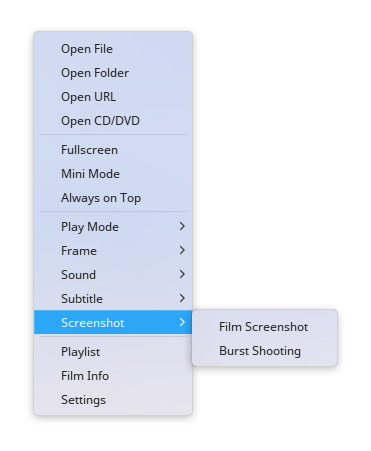 Open File
Open Folder
Open URL
Open CD/DVD
Fullscreen
Mini Mode
Always on Top
Play Mode
Frame
Sound
Subtitle
Screenshot
Film Screenshot
Burst Shooting
Playlist
Film Info
Settings